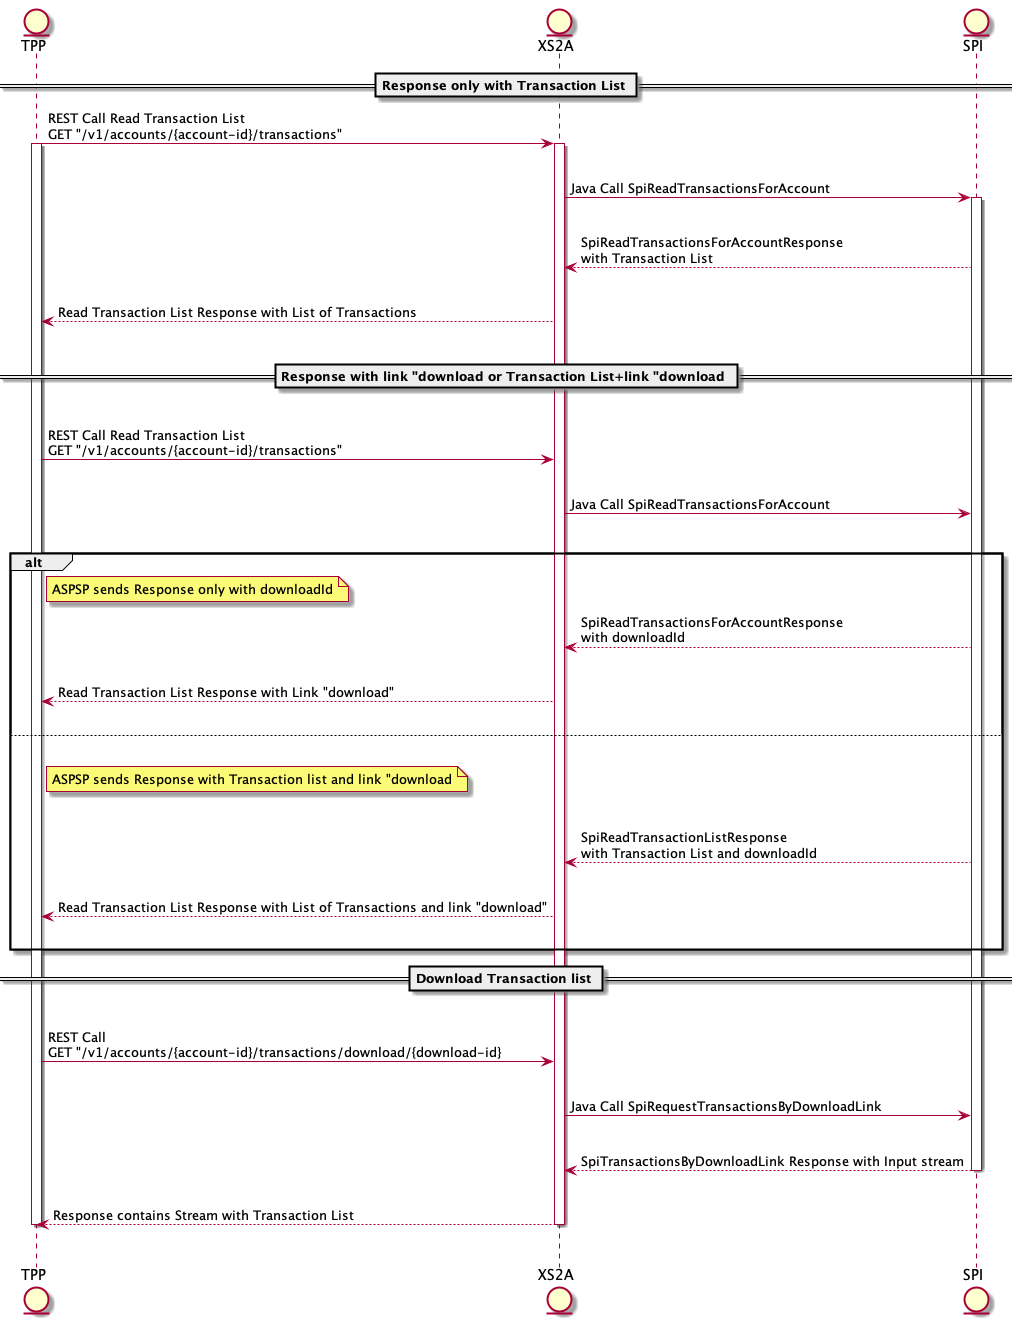 TPP
XS2A
SPI
Response only with Transaction List
REST Call Read Transaction List
GET "/v1/accounts/{account-id}/transactions"
Java Call SpiReadTransactionsForAccount
SpiReadTransactionsForAccountResponse
with Transaction List
Read Transaction List Response with List of Transactions
Response with link "download or Transaction List+link "download
REST Call Read Transaction List
GET "/v1/accounts/{account-id}/transactions"
Java Call SpiReadTransactionsForAccount
alt
ASPSP sends Response only with downloadId
SpiReadTransactionsForAccountResponse
with downloadId
Read Transaction List Response with Link "download"
ASPSP sends Response with Transaction list and link "download
SpiReadTransactionListResponse
with Transaction List and downloadId
Read Transaction List Response with List of Transactions and link "download"
Download Transaction list
REST Call
GET "/v1/accounts/{account-id}/transactions/download/{download-id}
Java Call SpiRequestTransactionsByDownloadLink
SpiTransactionsByDownloadLink Response with Input stream
Response contains Stream with Transaction List
TPP
XS2A
SPI